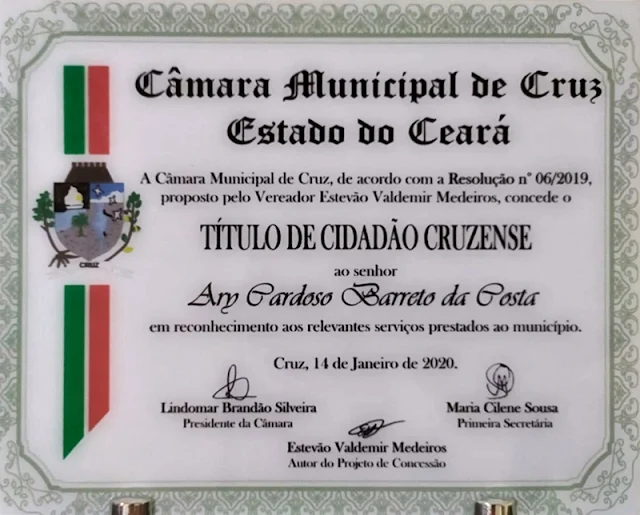 Câmara Municipal de Cruz
Estado do Ceará
A Câmara Municipal de Cruz, de acordo com a Resolução n° 06/2019,
proposto pelo Vereador Estevão Valdemir Medeiros, concede o
TÍTULO DE CIDADÃO CRUZENSE
ao senhor
Ary Cardoso Barreto da Costa
em reconhecimento aos relevantes serviços prestados ao município.
Cruz, 14 de Janeiro de 2020.
CRUZ
Lindomar Brandão Silveira
Presidente da Câmara
Maria Cilene Sousa
Primeira Secretária
Estevão Valdemir Medeiros
Autor do Projeto de Concessão